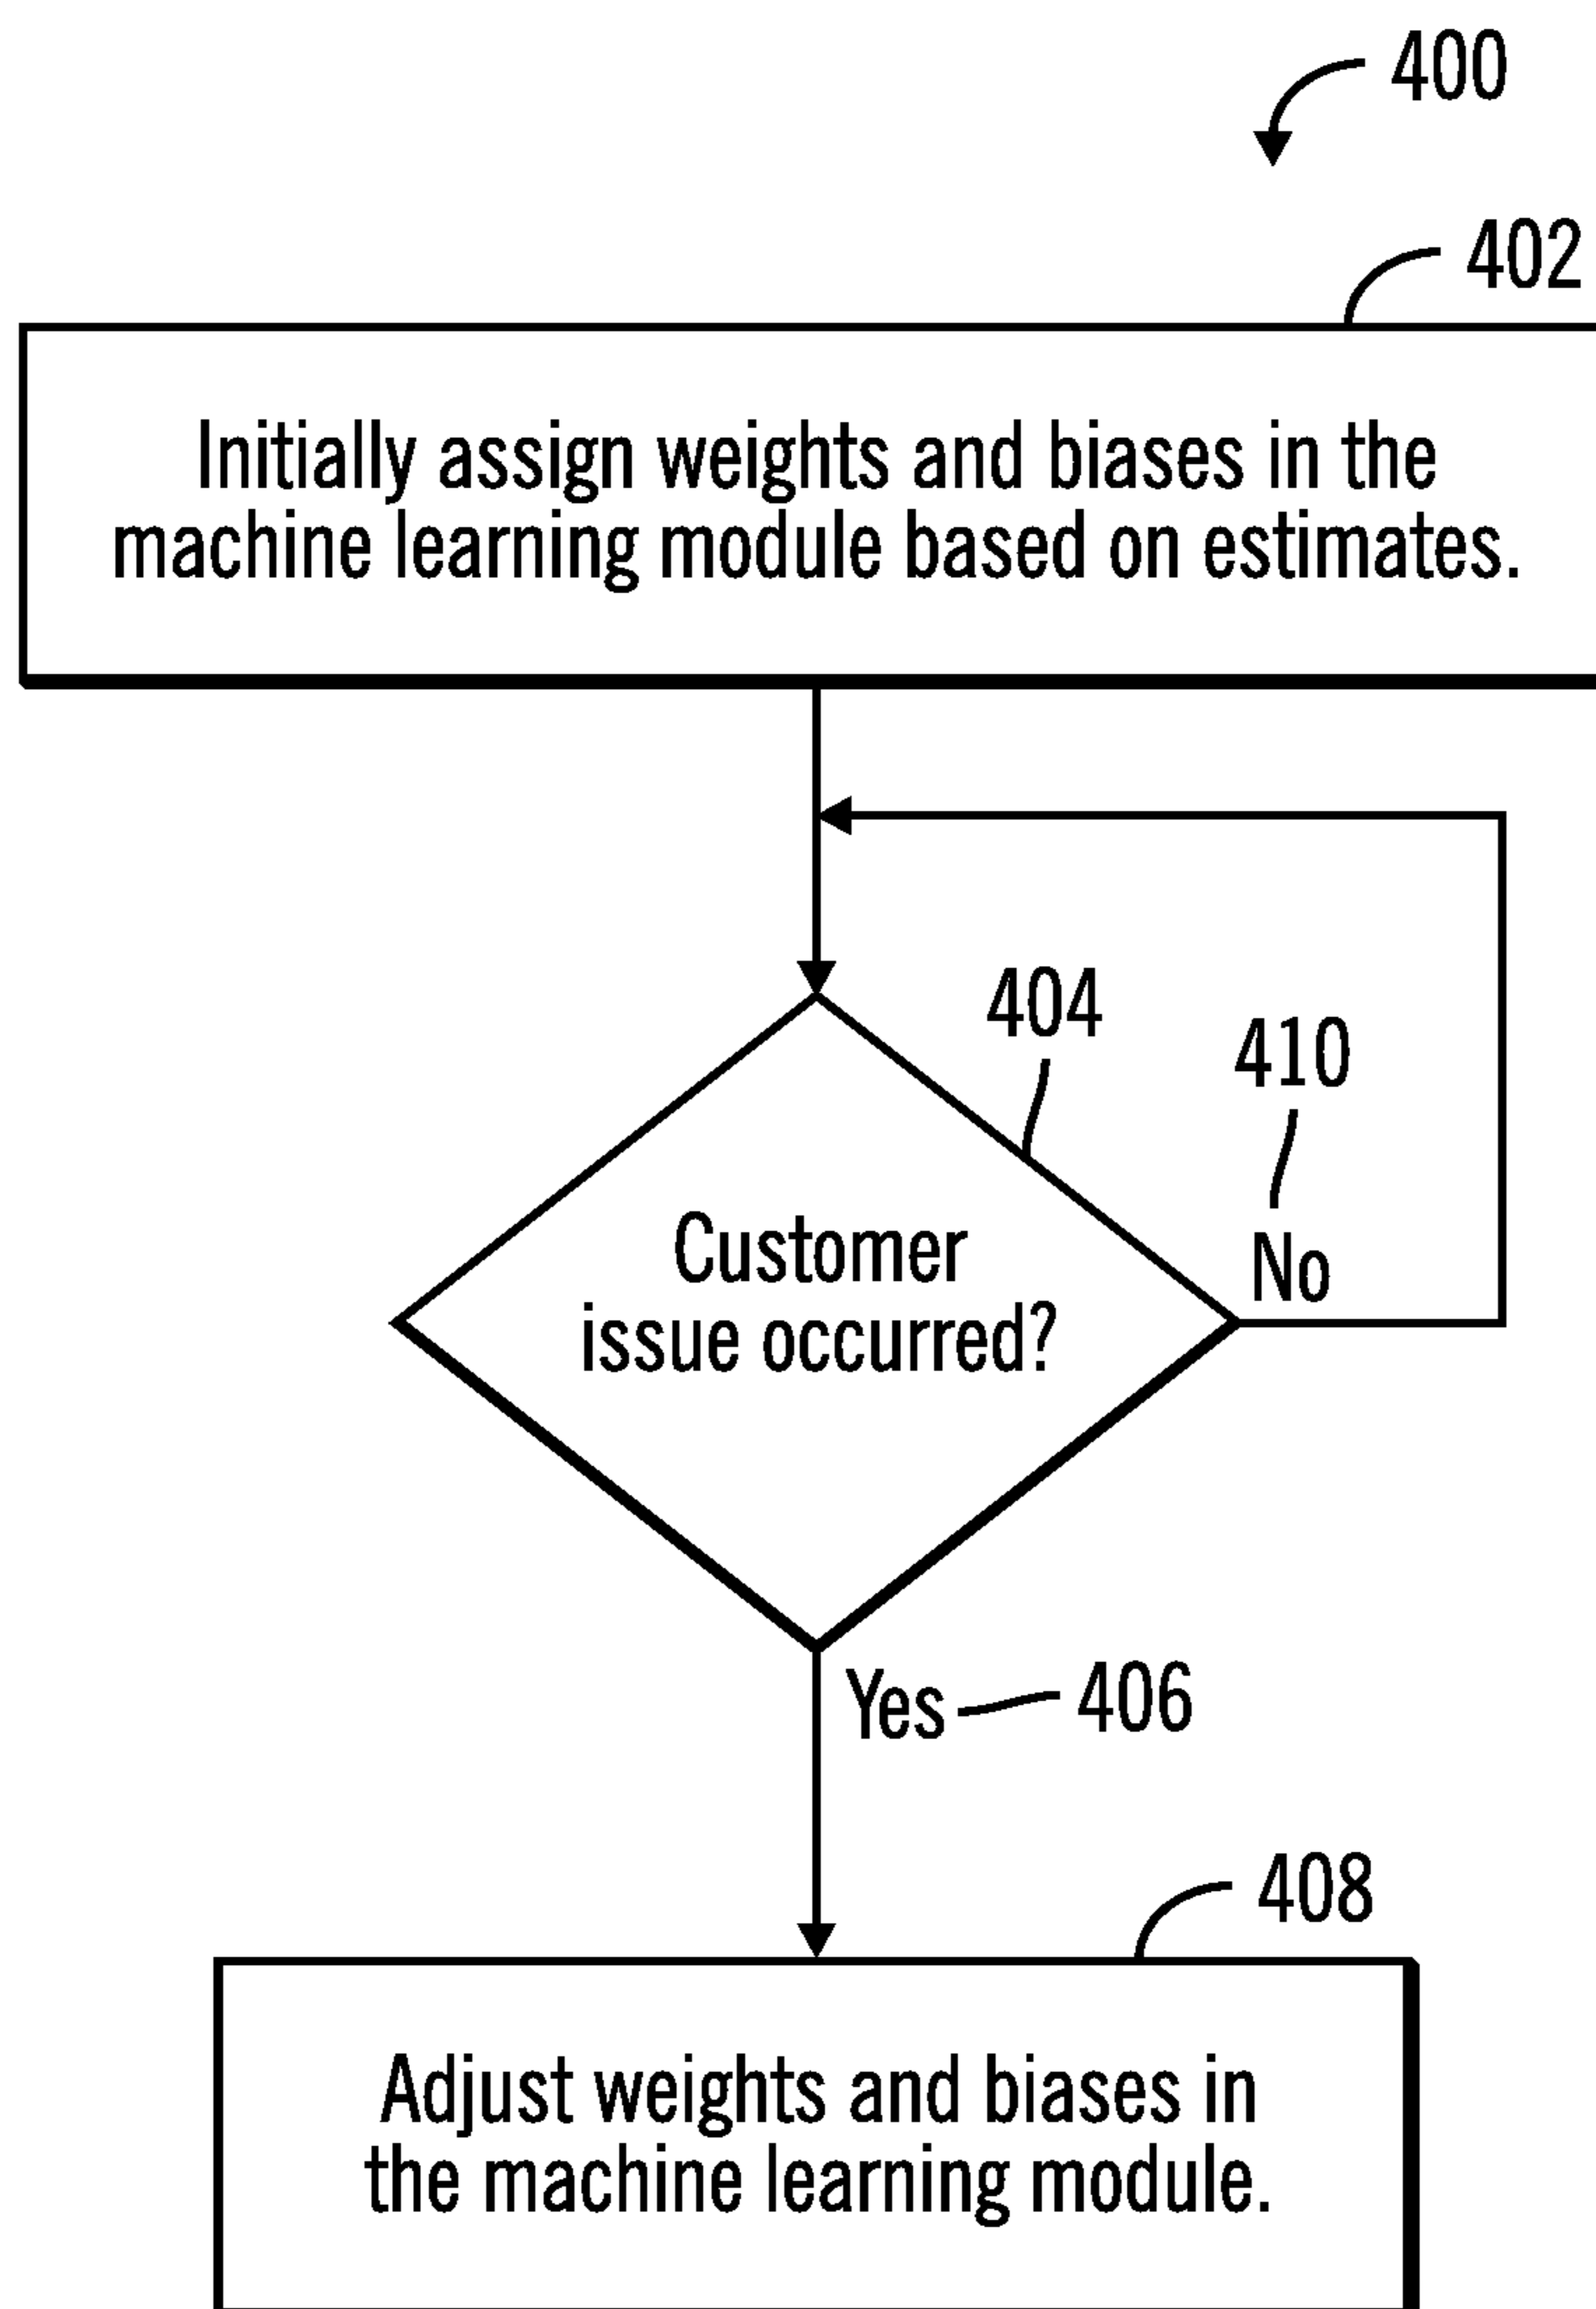 400
402
Initially assign weights and biases in the
machine learning module based on estimates.
404
410
No
Customer
issue occurred?
Yes
406
408
Adjust weights and biases in
the machine learning module.